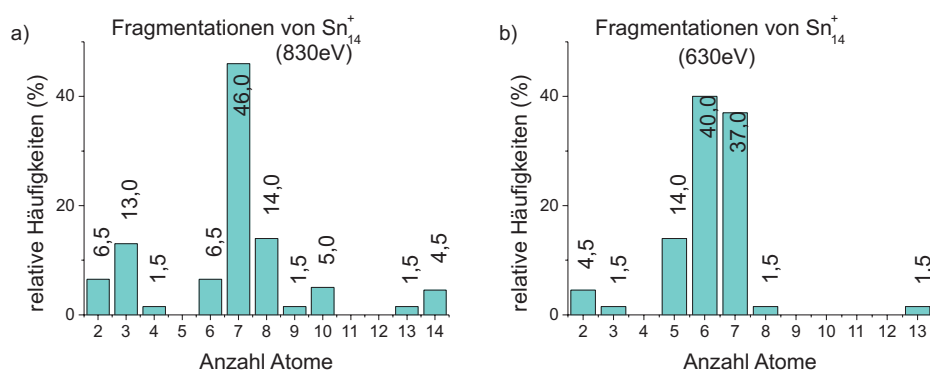 a)
Fragmentationen von Sn₁₄⁺
(830eV)
relative Häufigkeiten (%)
40
20
0
6,5
13,0
1,5
6,5
46,0
14,0
1,5
5,0
1,5
4,5
2 3 4 5 6 7 8 9 10 11 12 13 14
Anzahl Atome
b)
Fragmentationen von Sn₁₄⁺
(630eV)
relative Häufigkeiten (%)
40
20
0
4,5
1,5
14,0
40,0
37,0
1,5
1,5
2 3 4 5 6 7 8 9 10 11 12 13
Anzahl Atome